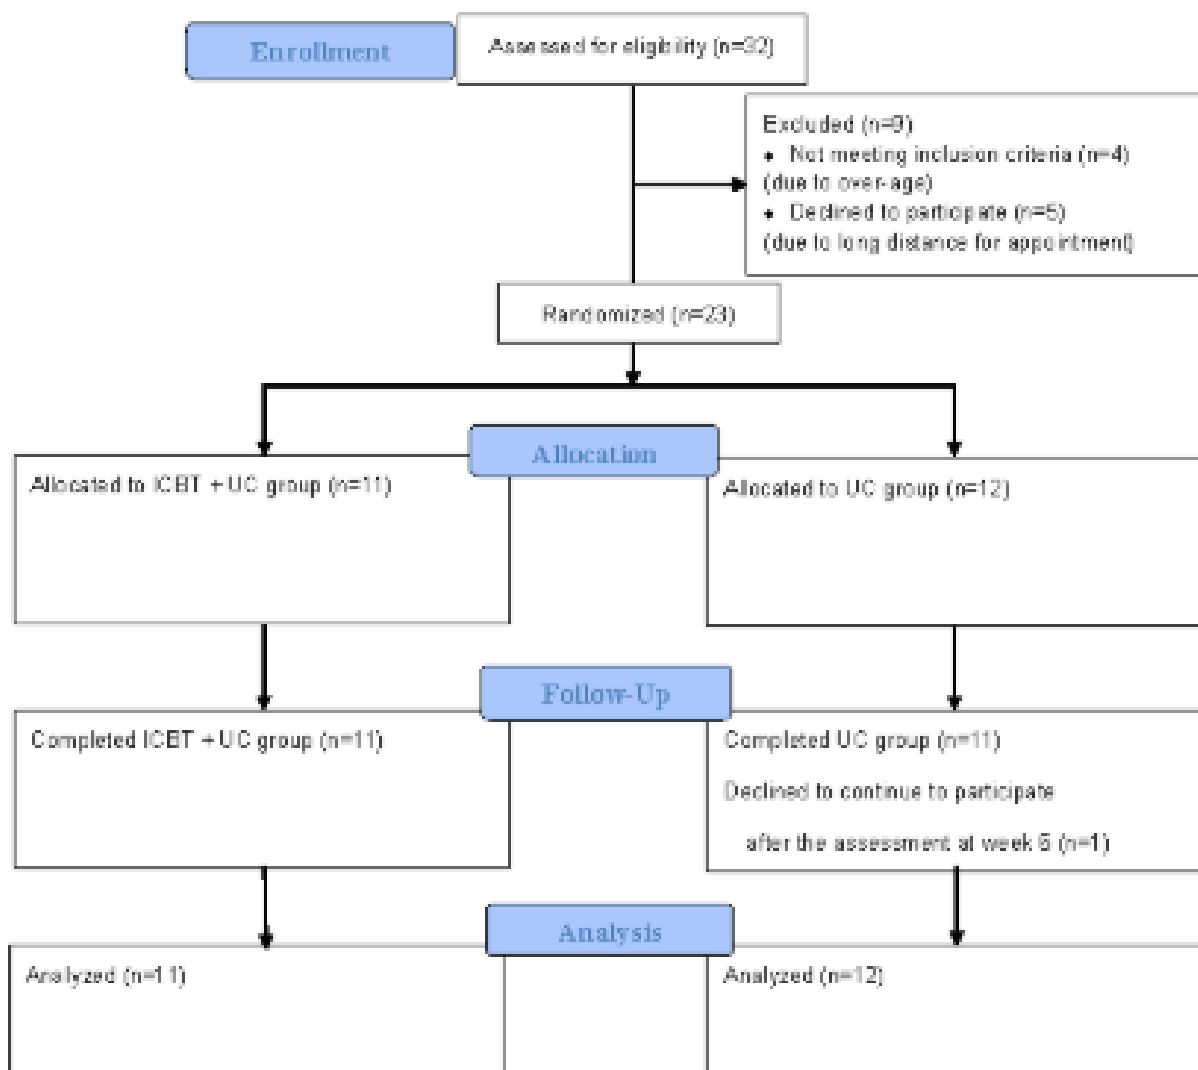 Enrollment
Assessed for eligibility (n=32)
Excluded (n=9)
• Not meeting inclusion criteria (n=4)
(due to over-age)
• Declined to participate (n=5)
(due to long distance for appointment)
Randomized (n=23)
Allocation
Allocated to ICBT + UC group (n=11)
Allocated to UC group (n=12)
Follow-Up
Completed ICBT + UC group (n=11)
Completed UC group (n=11)
Declined to continue to participate
after the assessment at week 6 (n=1)
Analysis
Analyzed (n=11)
Analyzed (n=12)